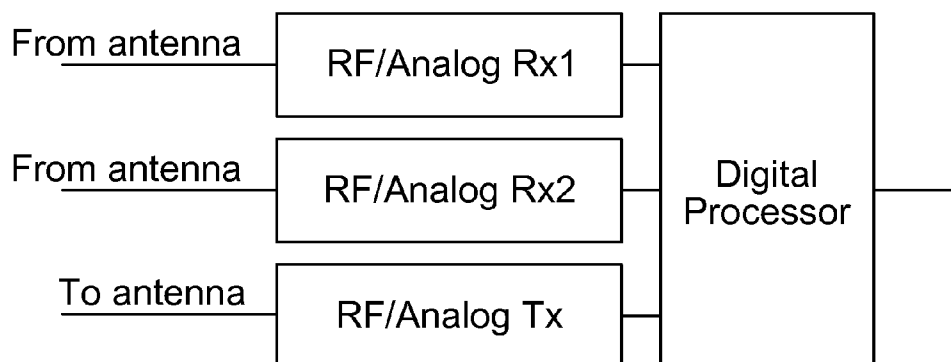 From antenna
RF/Analog Rx1
From antenna
RF/Analog Rx2
Digital
Processor
To antenna
RF/Analog Tx